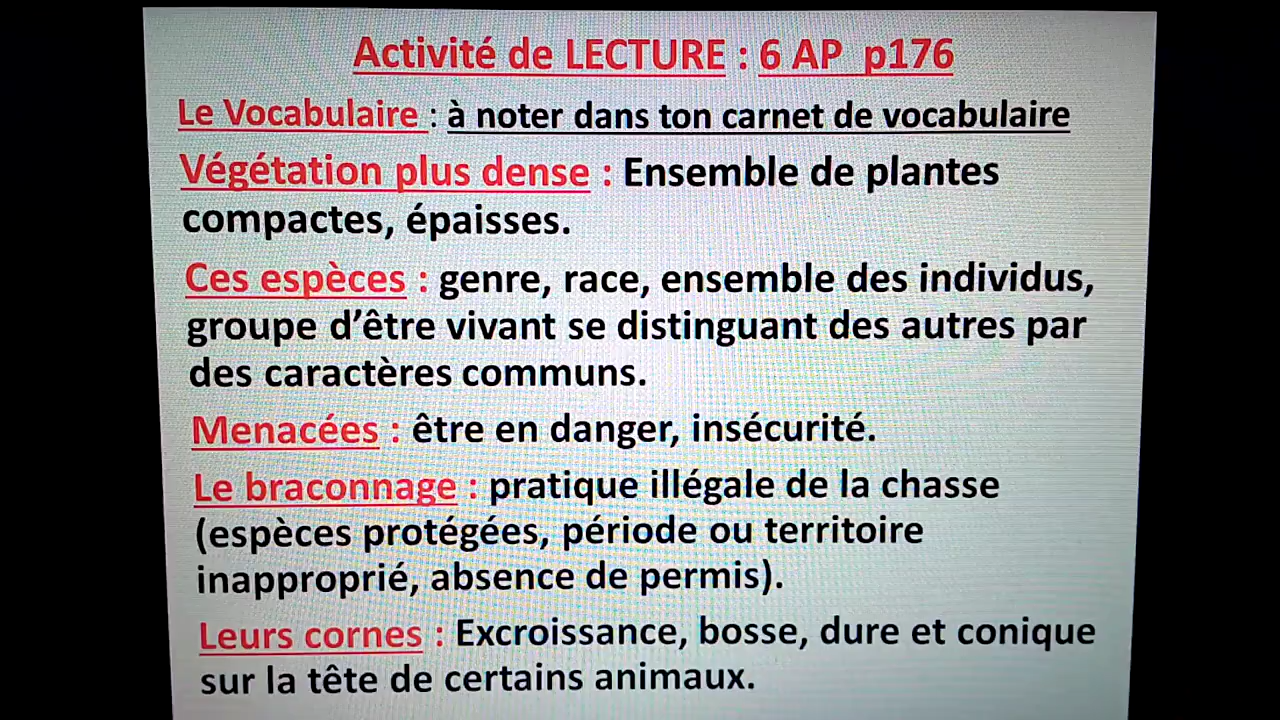 Activité de LECTURE : 6 AP p176
Le Vocabulaire : à noter dans ton carnet de vocabulaire
Végétation plus dense : Ensemble de plantes
compactes, épaisses.
Ces espèces : genre, race, ensemble des individus,
groupe d’être vivant se distinguant des autres par
des caractères communs.
Menacées : être en danger, insécurité.
Le braconnage : pratique illégale de la chasse
(espèces protégées, période ou territoire
inapproprié, absence de permis).
Leurs cornes : Excroissance, bosse, dure et conique
sur la tête de certains animaux.